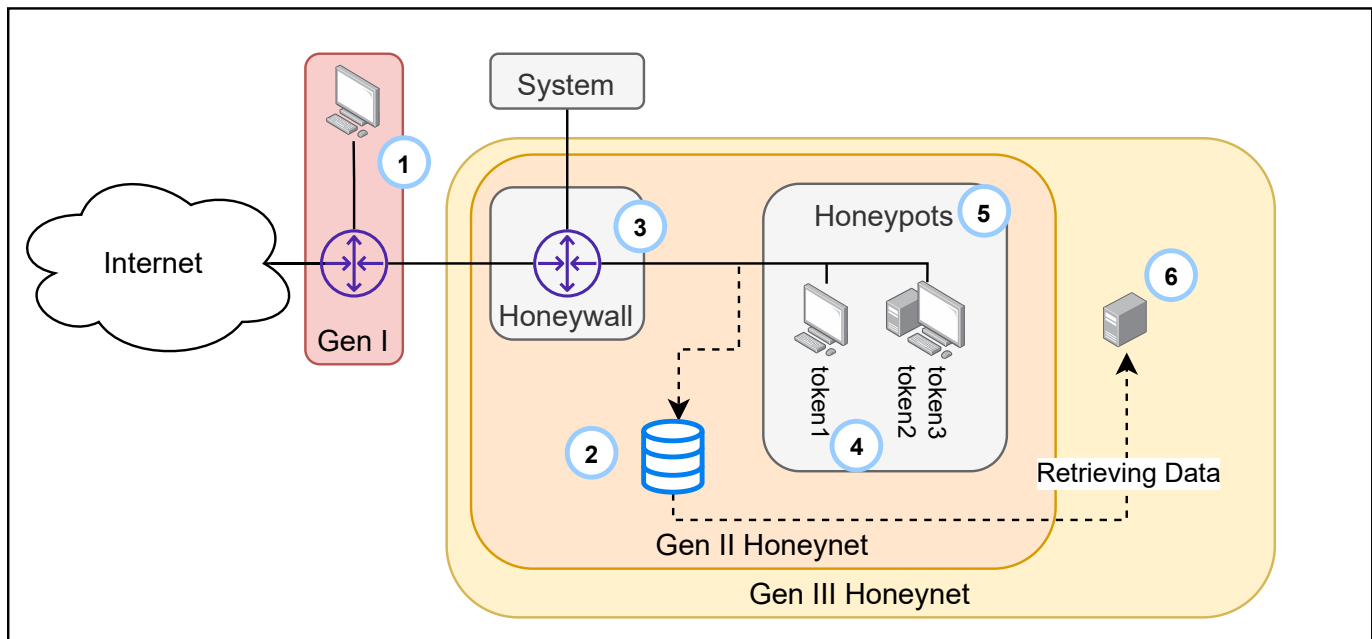 System
1
3
Honeypots
5
Internet
6
Honeywall
Gen I
token1
token2
token3
2
4
Retrieving Data
Gen II Honeynet
Gen III Honeynet